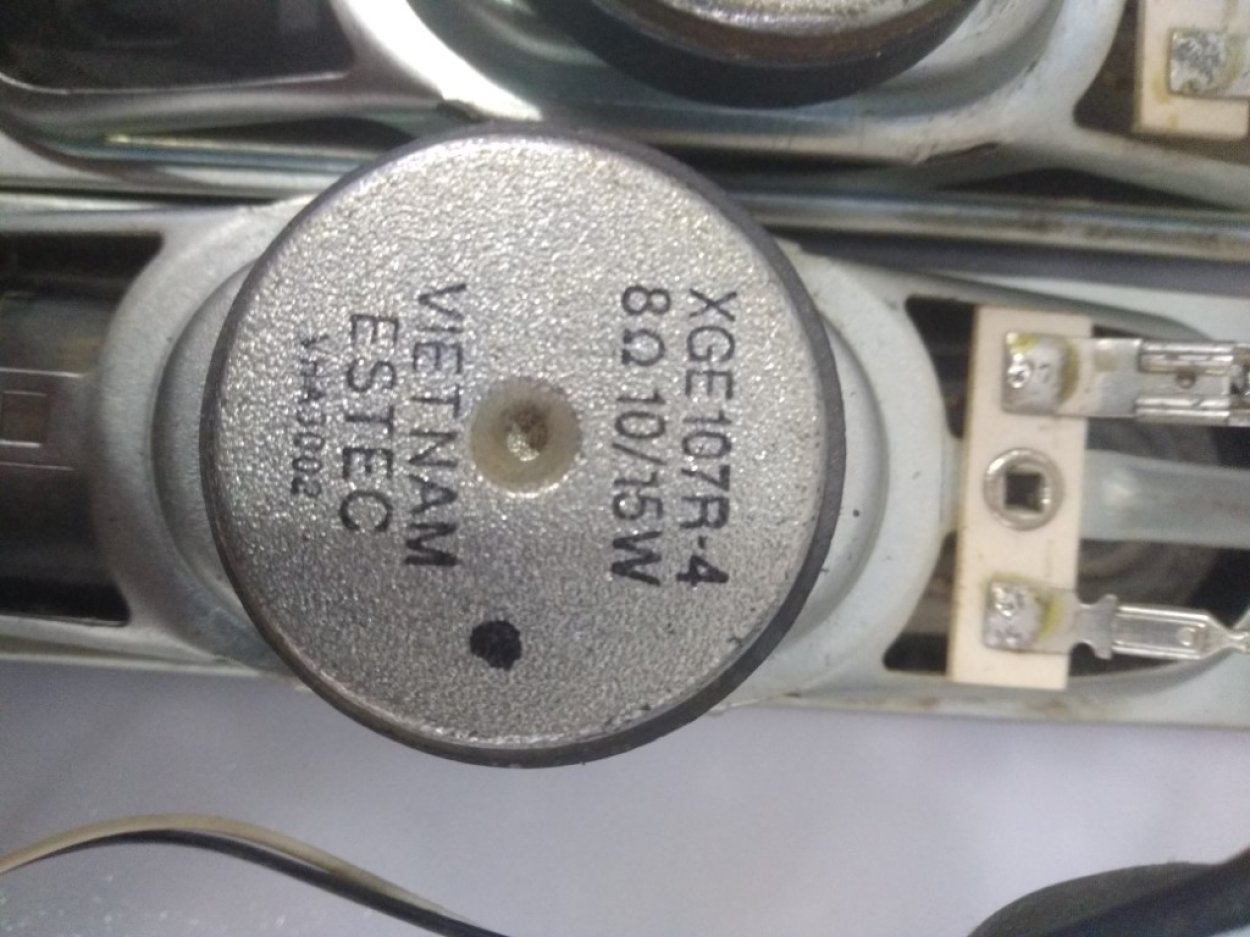 XGE107R-4
8Ω 10/15W
VIETNAM
ESTEC